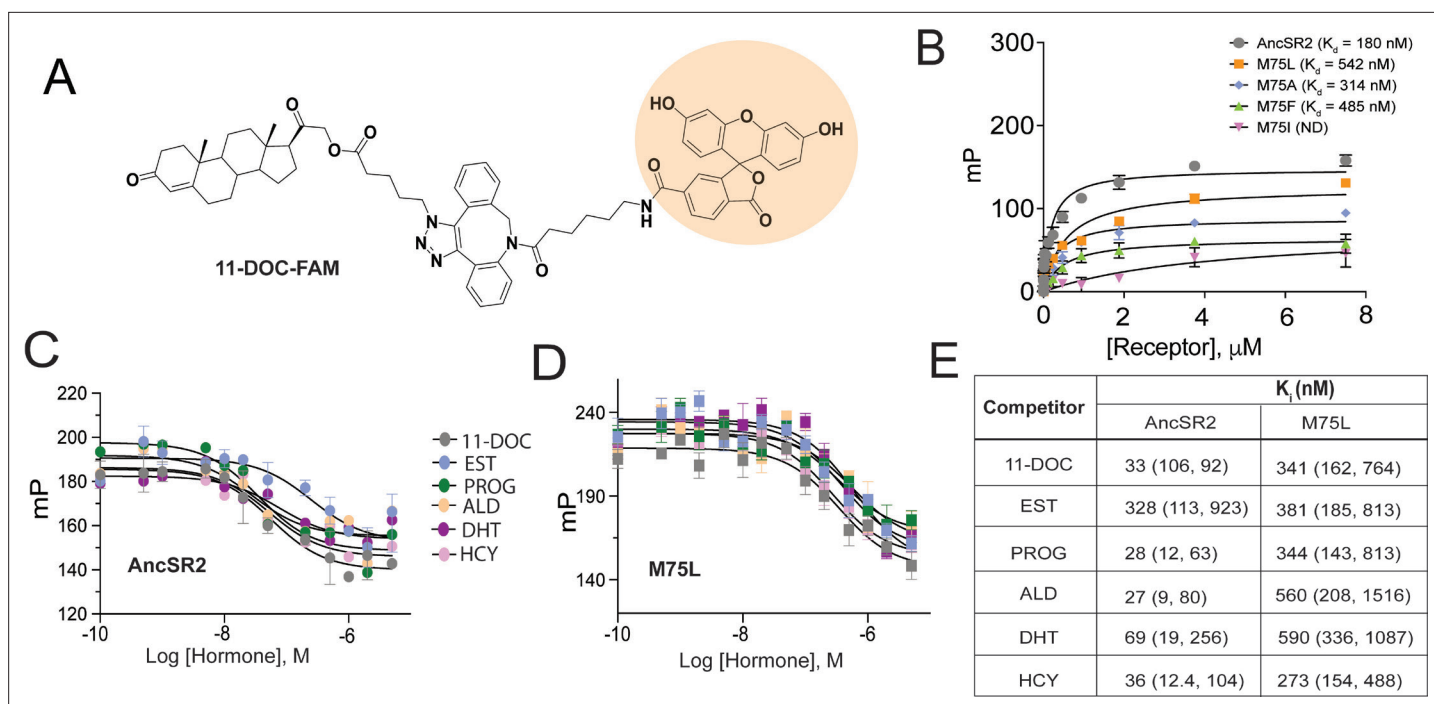 A
O
O
O
O
O
N
N
N
N
O
O
N
H
HO
O
OH
O
O
11-DOC-FAM
B
300
200
100
0
mP
0
2
4
6
8
[Receptor], μM
AncSR2 (Kd = 180 nM)
M75L (Kd = 542 nM)
M75A (Kd = 314 nM)
M75F (Kd = 485 nM)
M75I (ND)
C
220
200
180
160
140
120
mP
AncSR2
-10
-8
-6
Log [Hormone], M
11-DOC
EST
PROG
ALD
DHT
HCY
D
240
190
140
mP
M75L
-10
-8
-6
Log [Hormone], M
E
Competitor Ki (nM)
AncSR2 M75L
11-DOC 33 (106, 92) 341 (162, 764)
EST 328 (113, 923) 381 (185, 813)
PROG 28 (12, 63) 344 (143, 813)
ALD 27 (9, 80) 560 (208, 1516)
DHT 69 (19, 256) 590 (336, 1087)
HCY 36 (12.4, 104) 273 (154, 488)